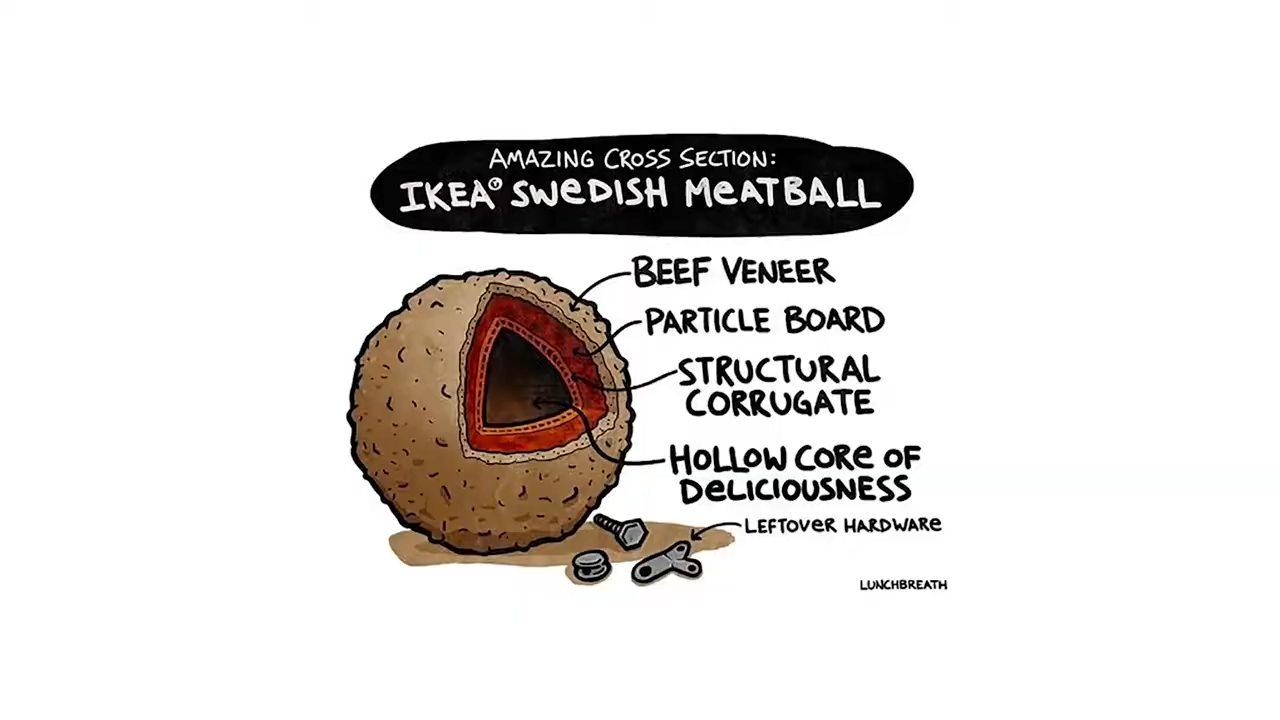 AMAZING CROSS SECTION:
IKEA® SWeDISH MeATBALL
BEEF VENEER
PARTICLE BOARD
STRUCTURAL
CORRUGATE
HOLLOW CORe OF
DeLICIOUSNESS
LEFTOVER HARDWARe
LUNCHBREATH